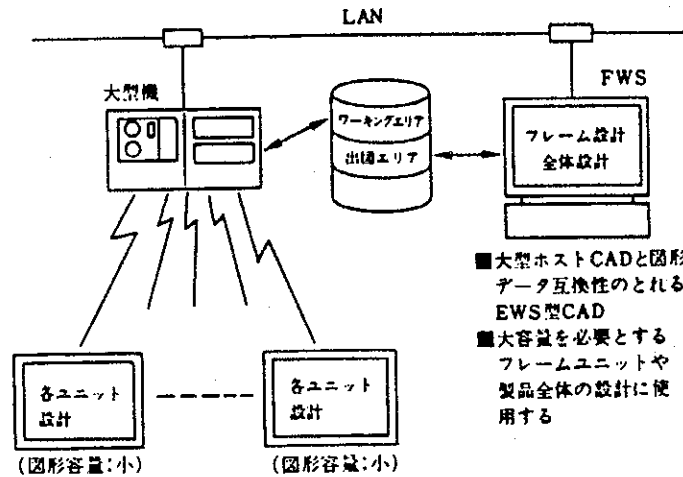 LAN
大型機
FWS
ワーキングエリア
出図エリア
フレーム設計
全体設計
■大型ホストCADと図形
データ互換性のとれる
EWS型CAD
■大容量を必要とする
フレームユニットや
製品全体の設計に使
用する
各ユニット
設計
(図形容量:小)
各ユニット
設計
(図形容量:小)